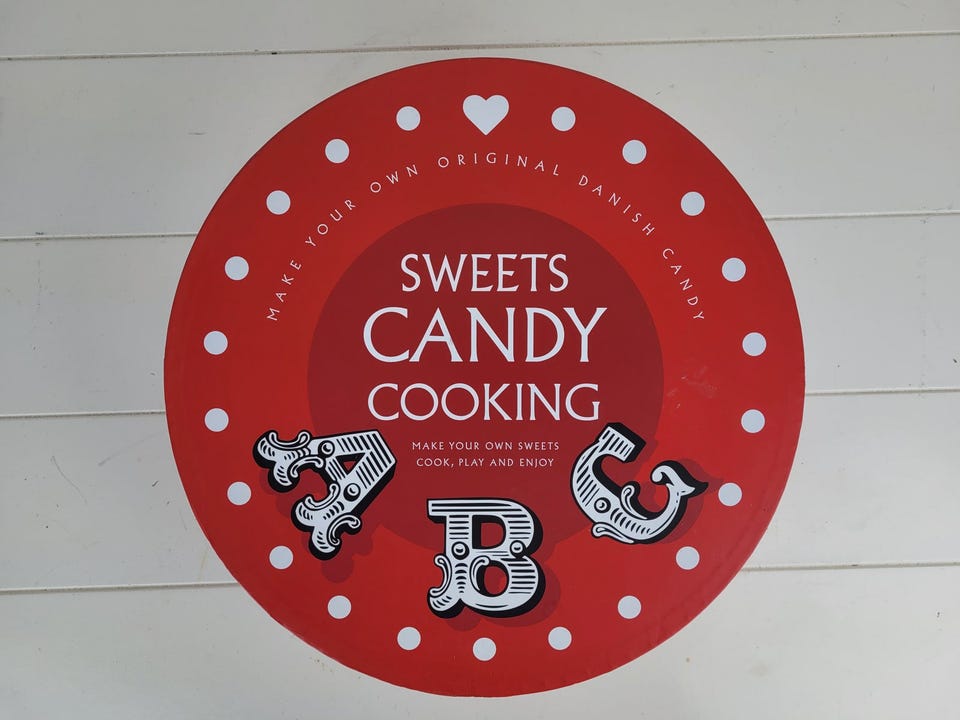 MAKE YOUR OWN ORIGINAL DANISH CANDY
SWEETS
CANDY
COOKING
MAKE YOUR OWN SWEETS
COOK, PLAY AND ENJOY
A B C